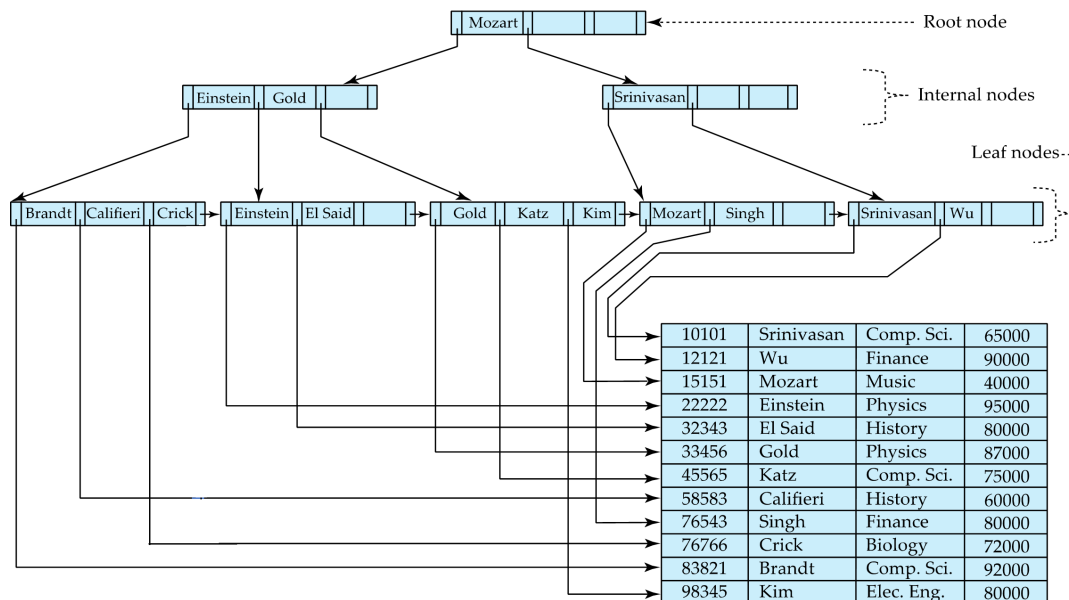 Mozart
Root node
Einstein Gold
Srinivasan
Internal nodes
Leaf nodes
Brandt Califieri Crick
Einstein El Said
Gold Katz Kim
Mozart Singh
Srinivasan Wu
10101 Srinivasan Comp. Sci. 65000
12121 Wu Finance 90000
15151 Mozart Music 40000
22222 Einstein Physics 95000
32343 El Said History 80000
33456 Gold Physics 87000
45565 Katz Comp. Sci. 75000
58583 Califieri History 60000
76543 Singh Finance 80000
76766 Crick Biology 72000
83821 Brandt Comp. Sci. 92000
98345 Kim Elec. Eng. 80000